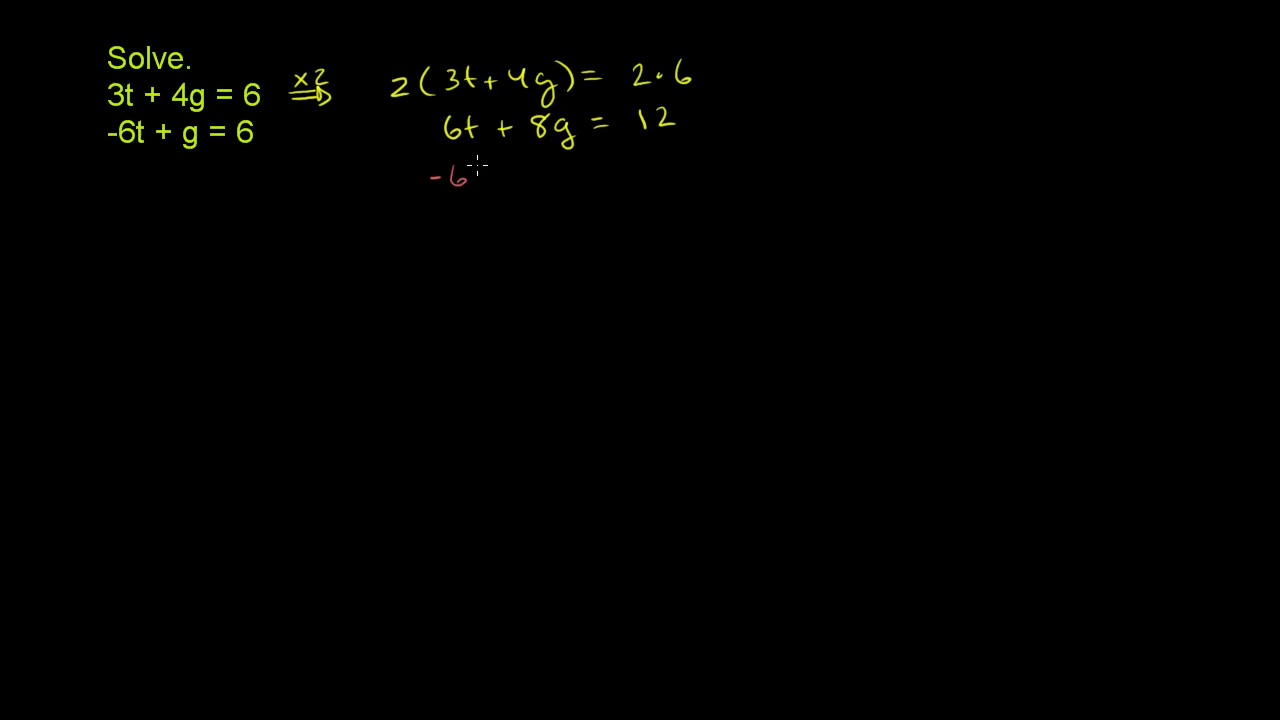 Solve.
3t + 4g = 6 ×2 ⇒ 2(3t + 4g) = 2·6
-6t + g = 6 6t + 8g = 12
-6